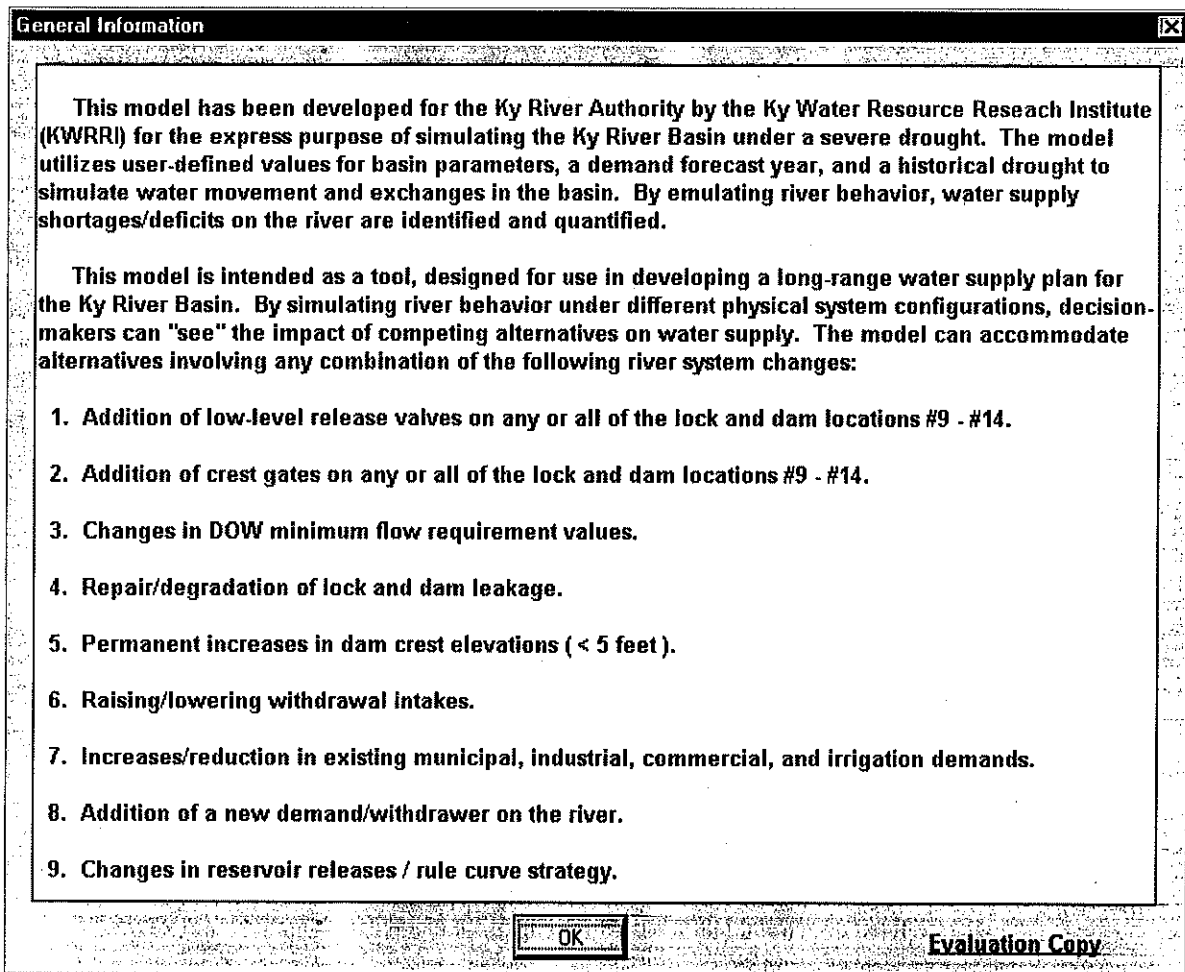 General Information
This model has been developed for the Ky River Authority by the Ky Water Resource Reseach Institute
(KWRRI) for the express purpose of simulating the Ky River Basin under a severe drought. The model
utilizes user-defined values for basin parameters, a demand forecast year, and a historical drought to
simulate water movement and exchanges in the basin. By emulating river behavior, water supply
shortages/deficits on the river are identified and quantified.
This model is intended as a tool, designed for use in developing a long-range water supply plan for
the Ky River Basin. By simulating river behavior under different physical system configurations, decision-
makers can "see" the impact of competing alternatives on water supply. The model can accommodate
alternatives involving any combination of the following river system changes:
1. Addition of low-level release valves on any or all of the lock and dam locations #9 - #14.
2. Addition of crest gates on any or all of the lock and dam locations #9 - #14.
3. Changes in DOW minimum flow requirement values.
4. Repair/degradation of lock and dam leakage.
5. Permanent increases in dam crest elevations ( < 5 feet ).
6. Raising/lowering withdrawal intakes.
7. Increases/reduction in existing municipal, industrial, commercial, and irrigation demands.
8. Addition of a new demand/withdrawer on the river.
9. Changes in reservoir releases / rule curve strategy.
OK
Evaluation Copy